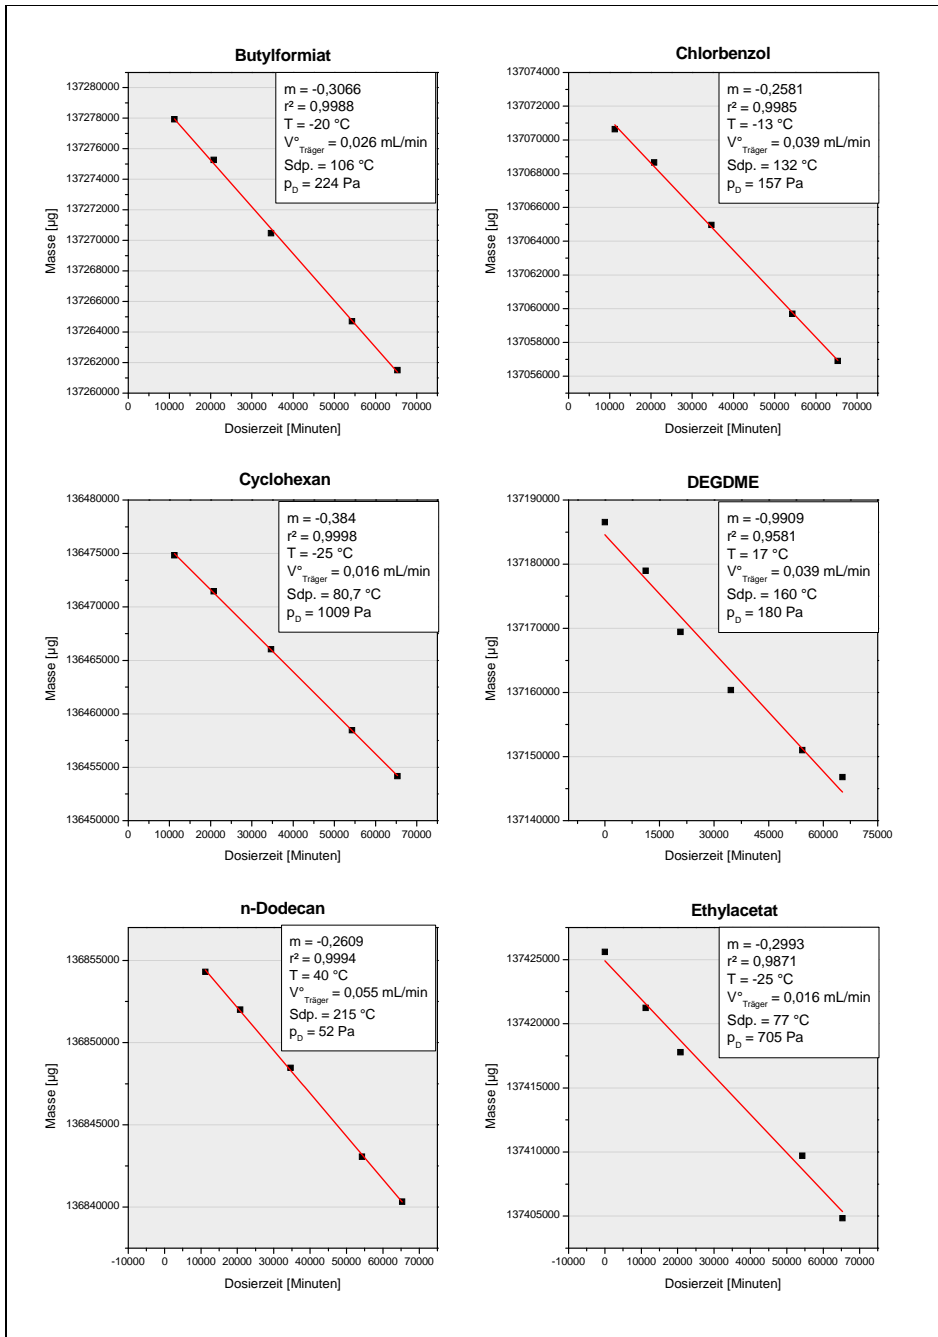 Butylformiat
m = -0,3066
r² = 0,9988
T = -20 °C
V°Träger = 0,026 mL/min
Sdp. = 106 °C
pD = 224 Pa
137280000
137278000
137276000
137274000
137272000
137270000
137268000
137266000
137264000
137262000
137260000
Masse [µg]
0 10000 20000 30000 40000 50000 60000 70000
Dosierzeit [Minuten]
Chlorbenzol
m = -0,2581
r² = 0,9985
T = -13 °C
V°Träger = 0,039 mL/min
Sdp. = 132 °C
pD = 157 Pa
137074000
137072000
137070000
137068000
137066000
137064000
137062000
137060000
137058000
137056000
Masse [µg]
0 10000 20000 30000 40000 50000 60000 70000
Dosierzeit [Minuten]
Cyclohexan
m = -0,384
r² = 0,9998
T = -25 °C
V°Träger = 0,016 mL/min
Sdp. = 80,7 °C
pD = 1009 Pa
136480000
136475000
136470000
136465000
136460000
136455000
136450000
Masse [µg]
0 10000 20000 30000 40000 50000 60000 70000
Dosierzeit [Minuten]
DEGDME
m = -0,9909
r² = 0,9581
T = 17 °C
V°Träger = 0,039 mL/min
Sdp. = 160 °C
pD = 180 Pa
137190000
137180000
137170000
137160000
137150000
137140000
Masse [µg]
0 15000 30000 45000 60000 75000
Dosierzeit [Minuten]
n-Dodecan
m = -0,2609
r² = 0,9994
T = 40 °C
V°Träger = 0,055 mL/min
Sdp. = 215 °C
pD = 52 Pa
136855000
136850000
136845000
136840000
Masse [µg]
-10000 0 10000 20000 30000 40000 50000 60000 70000
Dosierzeit [Minuten]
Ethylacetat
m = -0,2993
r² = 0,9871
T = -25 °C
V°Träger = 0,016 mL/min
Sdp. = 77 °C
pD = 705 Pa
137425000
137420000
137415000
137410000
137405000
Masse [µg]
-10000 0 10000 20000 30000 40000 50000 60000 70000
Dosierzeit [Minuten]